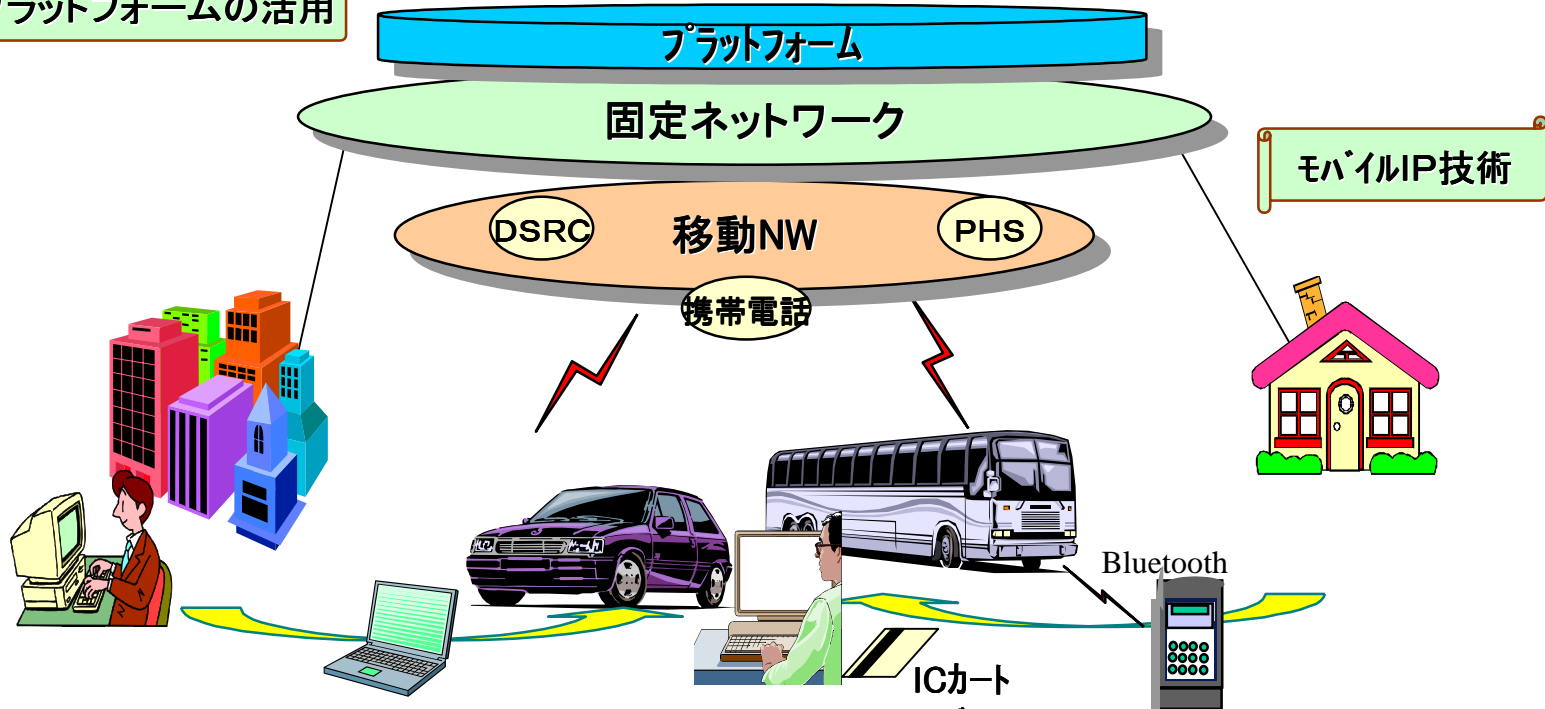 ラットフォームの活用
プラットフォーム
固定ネットワーク
モバイルIP技術
DSRC
移動NW
PHS
携帯電話
Bluetooth
ICカード